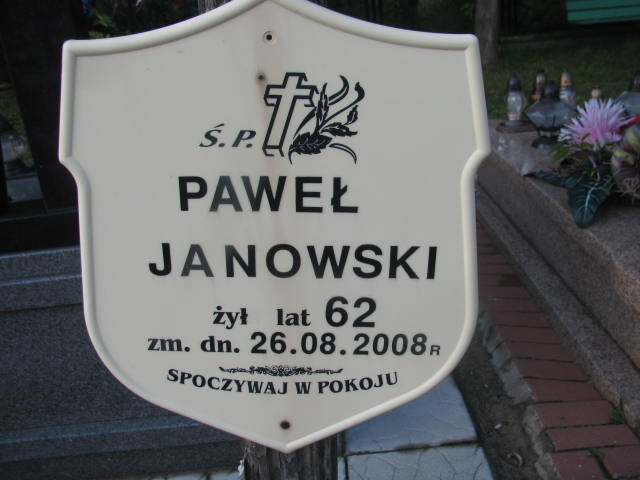 Ś.P.
PAWEŁ
JANOWSKI
żył lat 62
zm. dn. 26.08.2008R
SPOCZYWAJ W POKOJU